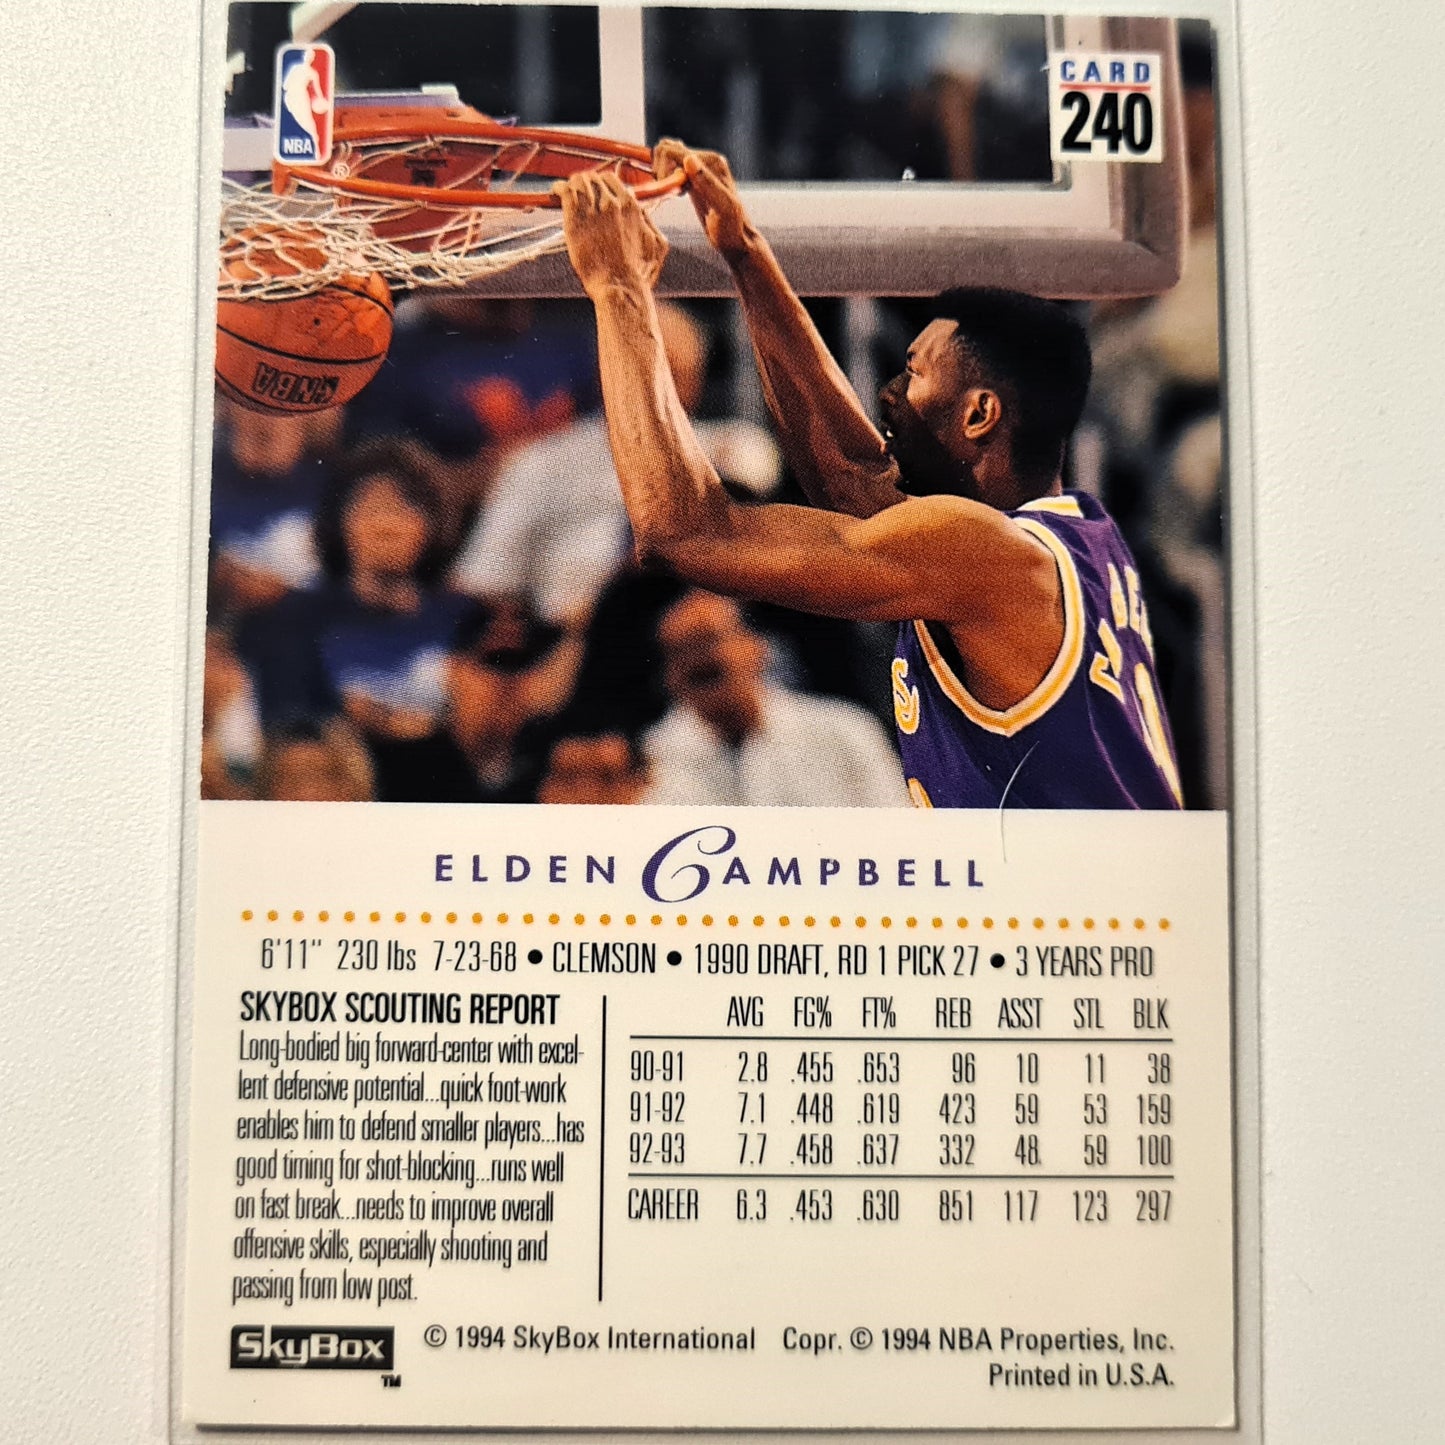 NBA
®
CARD
240
NBA
ELDEN CAMPBELL
6'11" 230 lbs 7-23-68 • CLEMSON • 1990 DRAFT, RD 1 PICK 27 • 3 YEARS PRO
SKYBOX SCOUTING REPORT
Long-bodied big forward-center with excel-
lent defensive potential...quick foot-work
enables him to defend smaller players...has
good timing for shot-blocking...runs well
on fast break...needs to improve overall
offensive skills, especially shooting and
passing from low post.
AVG FG% FT% REB ASST STL BLK
90-91 2.8 .455 .653 96 10 11 38
91-92 7.1 .448 .619 423 59 53 159
92-93 7.7 .458 .637 332 48 59 100
CAREER 6.3 .453 .630 851 117 123 297
SkyBox TM
© 1994 SkyBox International Copr. © 1994 NBA Properties, Inc.
Printed in U.S.A.